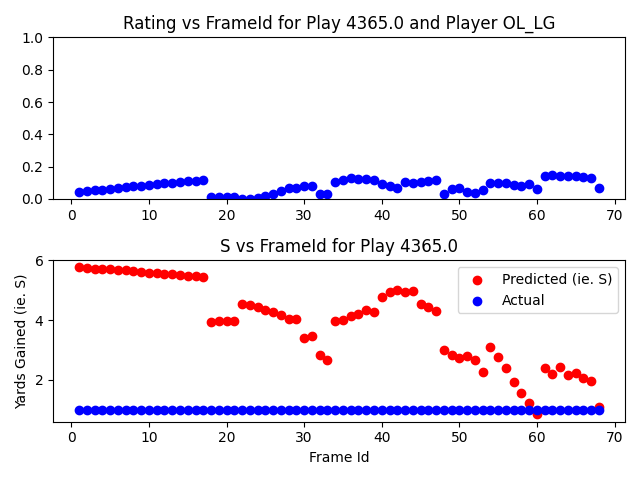 Rating vs FrameId for Play 4365.0 and Player OL_LG
1.0
0.8
0.6
0.4
0.2
0.0
0 10 20 30 40 50 60 70
S vs FrameId for Play 4365.0
Yards Gained (ie. S)
6
4
2
Predicted (ie. S)
Actual
0 10 20 30 40 50 60 70
Frame Id